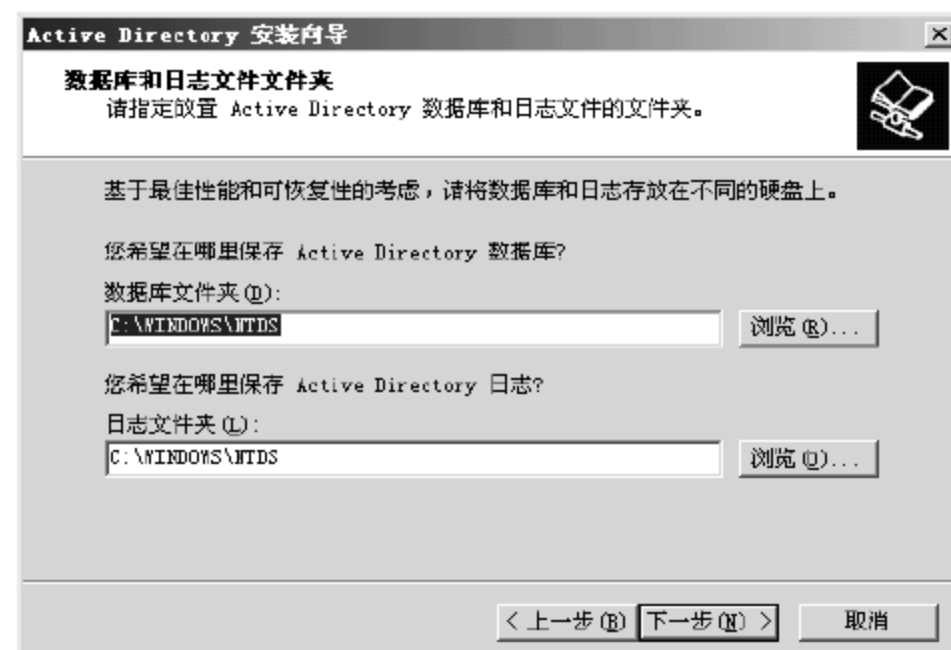 Active Directory 安装向导
数据库和日志文件文件夹
请指定放置 Active Directory 数据库和日志文件的文件夹。
基于最佳性能和可恢复性的考虑，请将数据库和日志存放在不同的硬盘上。
您希望在哪里保存 Active Directory 数据库?
数据库文件夹(D):
C:\WINDOWS\NTDS
浏览(R)...
您希望在哪里保存 Active Directory 日志?
日志文件夹(L):
C:\WINDOWS\NTDS
浏览(O)...
< 上一步(B) 下一步(N) > 取消